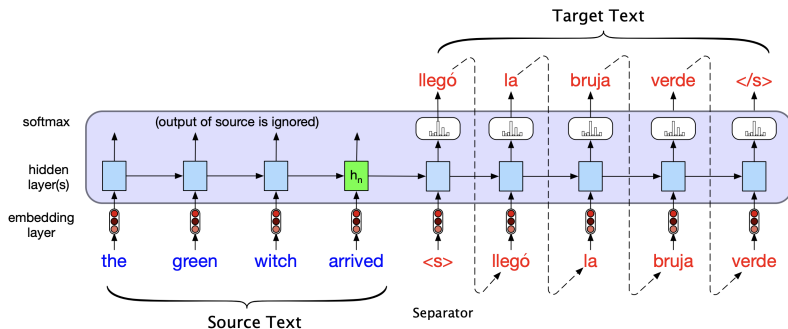 Target Text
llegó la bruja verde </s>
softmax (output of source is ignored)
hidden layer(s)
hn
embedding layer
the green witch arrived <s> llegó la bruja verde
Separator
Source Text